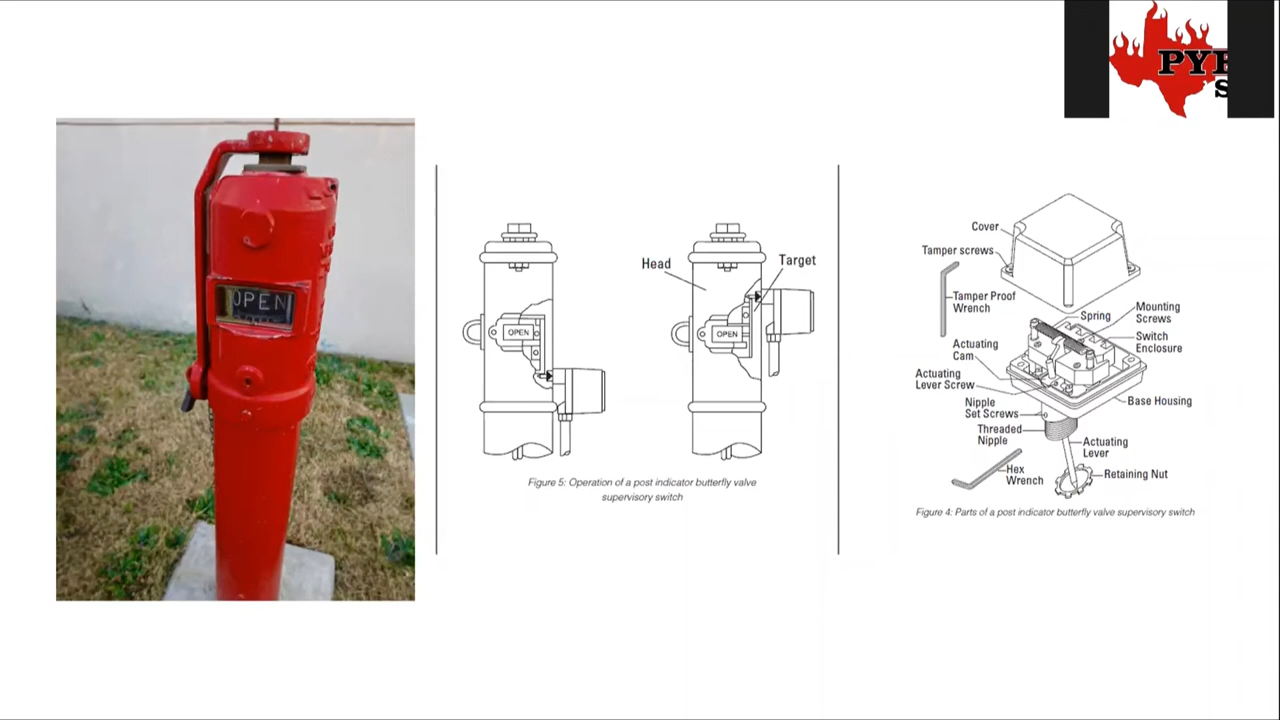 PYR
S
OPEN
Head
Target
OPEN
OPEN
Figure 5: Operation of a post indicator butterfly valve
supervisory switch
Cover
Tamper screws
Tamper Proof
Wrench
Spring
Mounting
Screws
Switch
Enclosure
Actuating
Cam
Actuating
Lever Screw
Base Housing
Nipple
Set Screws
Threaded
Nipple
Actuating
Lever
Hex
Wrench
Retaining Nut
Figure 4: Parts of a post indicator butterfly valve supervisory switch